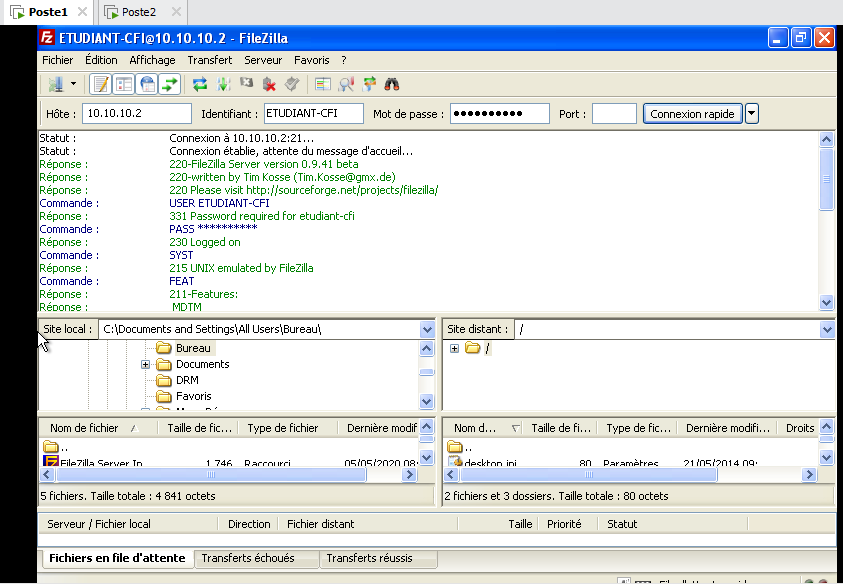 Poste1 Poste2
ETUDIANT-CFI@10.10.10.2 - FileZilla
Fichier Édition Affichage Transfert Serveur Favoris ?
Hôte : 10.10.10.2 Identifiant : ETUDIANT-CFI Mot de passe : ●●●●●●●●●● Port : Connexion rapide
Statut : Connexion à 10.10.10.2:21...
Statut : Connexion établie, attente du message d'accueil...
Réponse : 220-FileZilla Server version 0.9.41 beta
Réponse : 220-written by Tim Kosse (Tim.Kosse@gmx.de)
Réponse : 220 Please visit http://sourceforge.net/projects/filezilla/
Commande : USER ETUDIANT-CFI
Réponse : 331 Password required for etudiant-cfi
Commande : PASS **********
Réponse : 230 Logged on
Commande : SYST
Réponse : 215 UNIX emulated by FileZilla
Commande : FEAT
Réponse : 211-Features:
Réponse : MDTM
Site local : C:\Documents and Settings\All Users\Bureau\ Site distant : /
Bureau /
Documents
DRM
Favoris
Nom de fichier Taille de fic... Type de fichier Dernière modif Nom d... Taille de fi... Type de fic... Dernière modifi... Droits
.. ..
FileZilla Server In 1 746 Raccourci 05/05/2020 08: desktop.ini 80 Paramètres 21/05/2014 09:
5 fichiers. Taille totale : 4 841 octets 2 fichiers et 3 dossiers. Taille totale : 80 octets
Serveur / Fichier local Direction Fichier distant Taille Priorité Statut
Fichiers en file d'attente Transferts échoués Transferts réussis